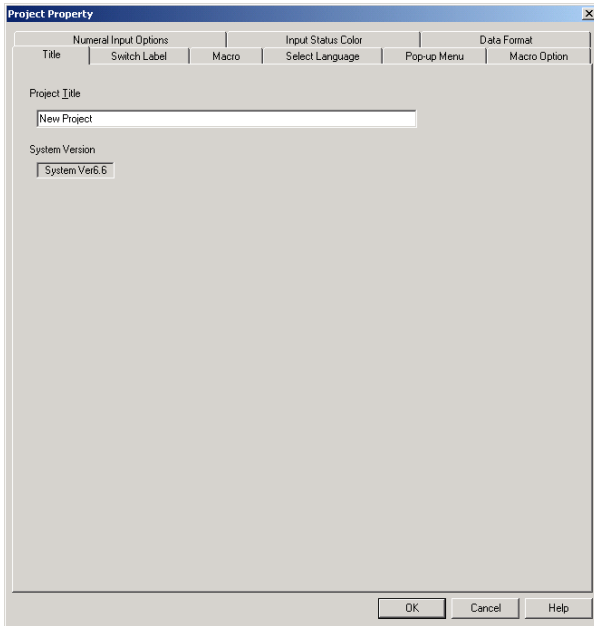 Project Property
Numeral Input Options Input Status Color Data Format
Title Switch Label Macro Select Language Pop-up Menu Macro Option
Project Title
New Project
System Version
System Ver6.6
OK Cancel Help